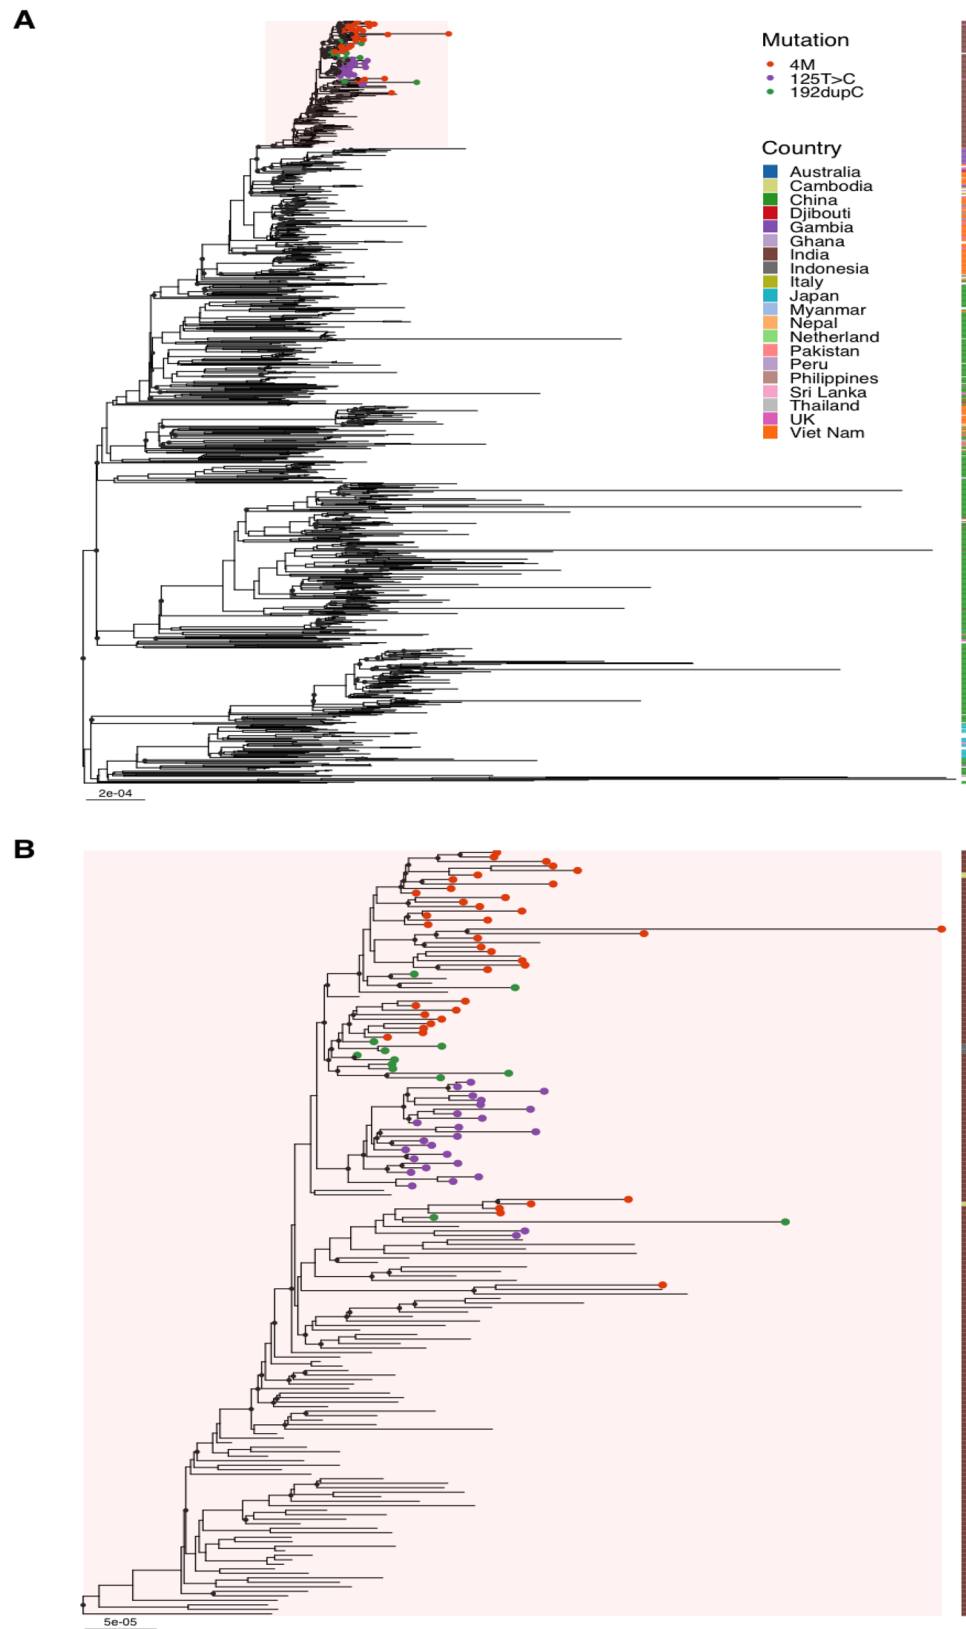 A
Mutation
4M
125T>C
192dupC
Country
Australia
Cambodia
China
Djibouti
Gambia
Ghana
India
Indonesia
Italy
Japan
Myanmar
Nepal
Netherland
Pakistan
Peru
Philippines
Sri Lanka
Thailand
UK
Viet Nam
2e-04
B
5e-05